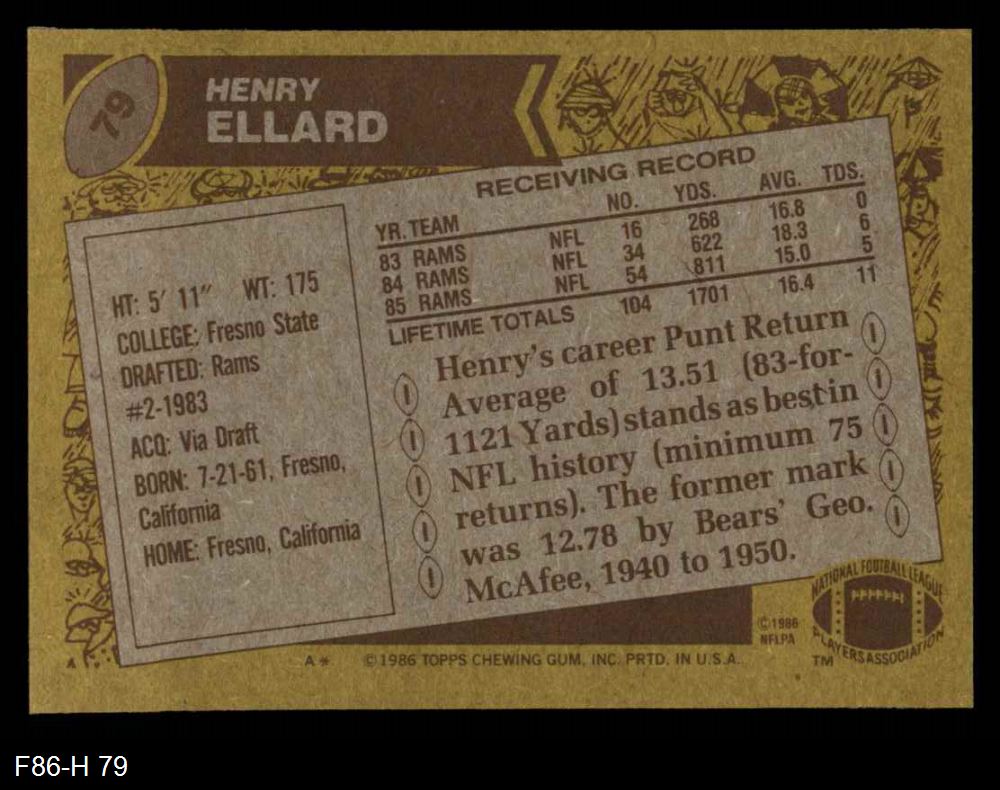 79
HENRY
ELLARD
RECEIVING RECORD
YR. TEAM NO. YDS. AVG. TDS.
83 RAMS NFL 16 268 16.8 0
84 RAMS NFL 34 622 18.3 6
85 RAMS NFL 54 811 15.0 5
LIFETIME TOTALS 104 1701 16.4 11
HT: 5' 11" WT: 175
COLLEGE: Fresno State
DRAFTED: Rams
#2-1983
ACQ: Via Draft
BORN: 7-21-61, Fresno,
California
HOME: Fresno, California
Henry's career Punt Return
Average of 13.51 (83-for-
1121 Yards) stands as best in
NFL history (minimum 75
returns). The former mark
was 12.78 by Bears' Geo.
McAfee, 1940 to 1950.
©1986
NFLPA
NATIONAL FOOTBALL LEAGUE
PLAYERS ASSOCIATION
TM
A
A* ©1986 TOPPS CHEWING GUM, INC. PRTD. IN U.S.A.
F86-H 79